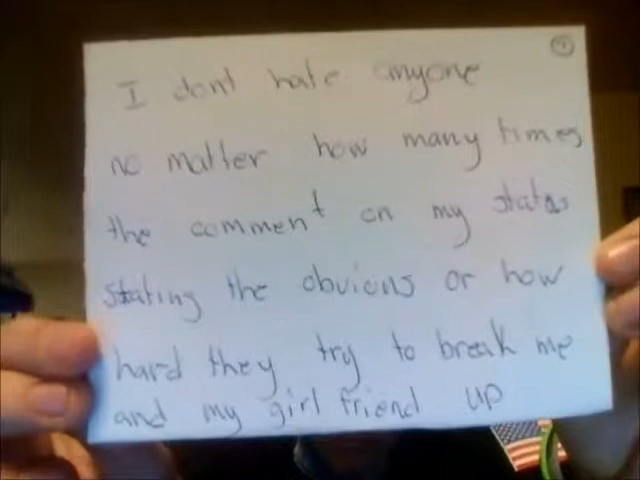 I dont hate anyone
no matter how many times
the comment on my status
stating the obvious or how
hard they try to break me
and my girl friend up